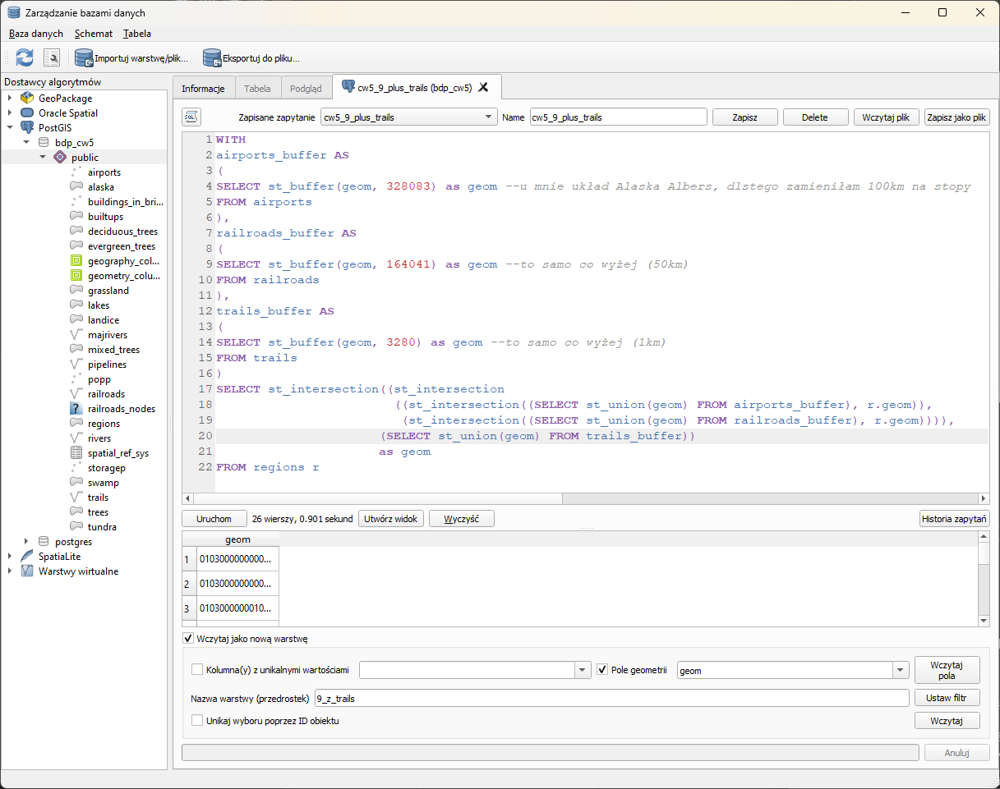 Zarządzanie bazami danych
Baza danych Schemat Tabela
Importuj warstwę/plik... Eksportuj do pliku...
Dostawcy algorytmów
GeoPackage
Oracle Spatial
PostGIS
bdp_cw5
public
airports
alaska
buildings_in_bri...
builtups
deciduous_trees
evergreen_trees
geography_col...
geometry_colu...
grassland
lakes
landice
majrivers
mixed_trees
pipelines
popp
railroads
railroads_nodes
regions
rivers
spatial_ref_sys
storagep
swamp
trails
trees
tundra
postgres
SpatiaLite
Warstwy wirtualne
Informacje Tabela Podgląd cw5_9_plus_trails (bdp_cw5)
SQL Zapisane zapytanie cw5_9_plus_trails Name cw5_9_plus_trails Zapisz Delete Wczytaj plik Zapisz jako plik
1 WITH
2 airports_buffer AS
3 (
4 SELECT st_buffer(geom, 328083) as geom --u mnie układ Alaska Albers, dlstego zamieniłam 100km na stopy
5 FROM airports
6 ),
7 railroads_buffer AS
8 (
9 SELECT st_buffer(geom, 164041) as geom --to samo co wyżej (50km)
10 FROM railroads
11 ),
12 trails_buffer AS
13 (
14 SELECT st_buffer(geom, 3280) as geom --to samo co wyżej (1km)
15 FROM trails
16 )
17 SELECT st_intersection((st_intersection
18 ((st_intersection((SELECT st_union(geom) FROM airports_buffer), r.geom)),
19 (st_intersection((SELECT st_union(geom) FROM railroads_buffer), r.geom)))),
20 (SELECT st_union(geom) FROM trails_buffer))
21 as geom
22 FROM regions r
Uruchom 26 wierszy, 0.901 sekund Utwórz widok Wyczyść Historia zapytań
geom
1 0103000000000...
2 0103000000000...
3 0103000000010...
Wczytaj jako nową warstwę
Kolumna(y) z unikalnymi wartościami Pole geometrii geom Wczytaj pola
Nazwa warstwy (przedrostek) 9_z_trails Ustaw filtr
Unikaj wyboru poprzez ID obiektu Wczytaj
Anuluj